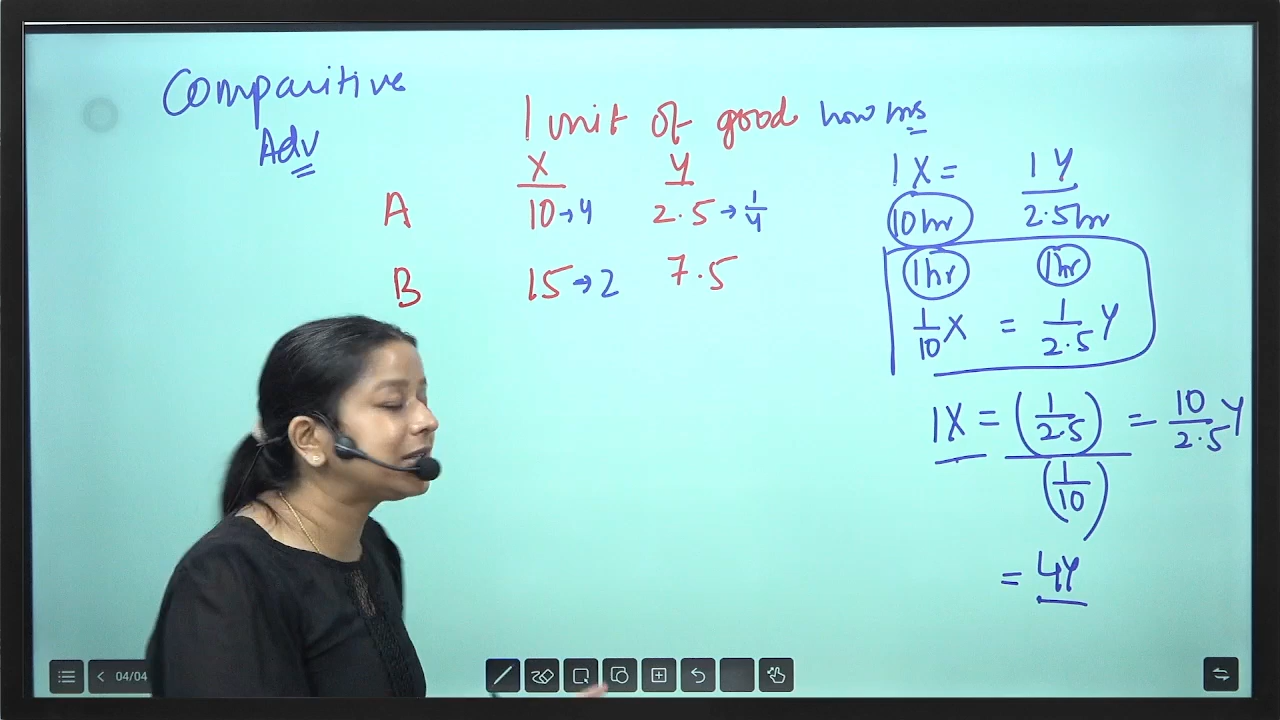 Comparitive
Adv
1 unit of good how ms
X Y
A 10→4 2.5→1/4
B 15→2 7.5
1X = 1Y
10hr 2.5hr
1hr 1hr
1/10 X = 1/2.5 Y
1X = (1/2.5) / (1/10) = 10/2.5 Y
= 4Y
04/04